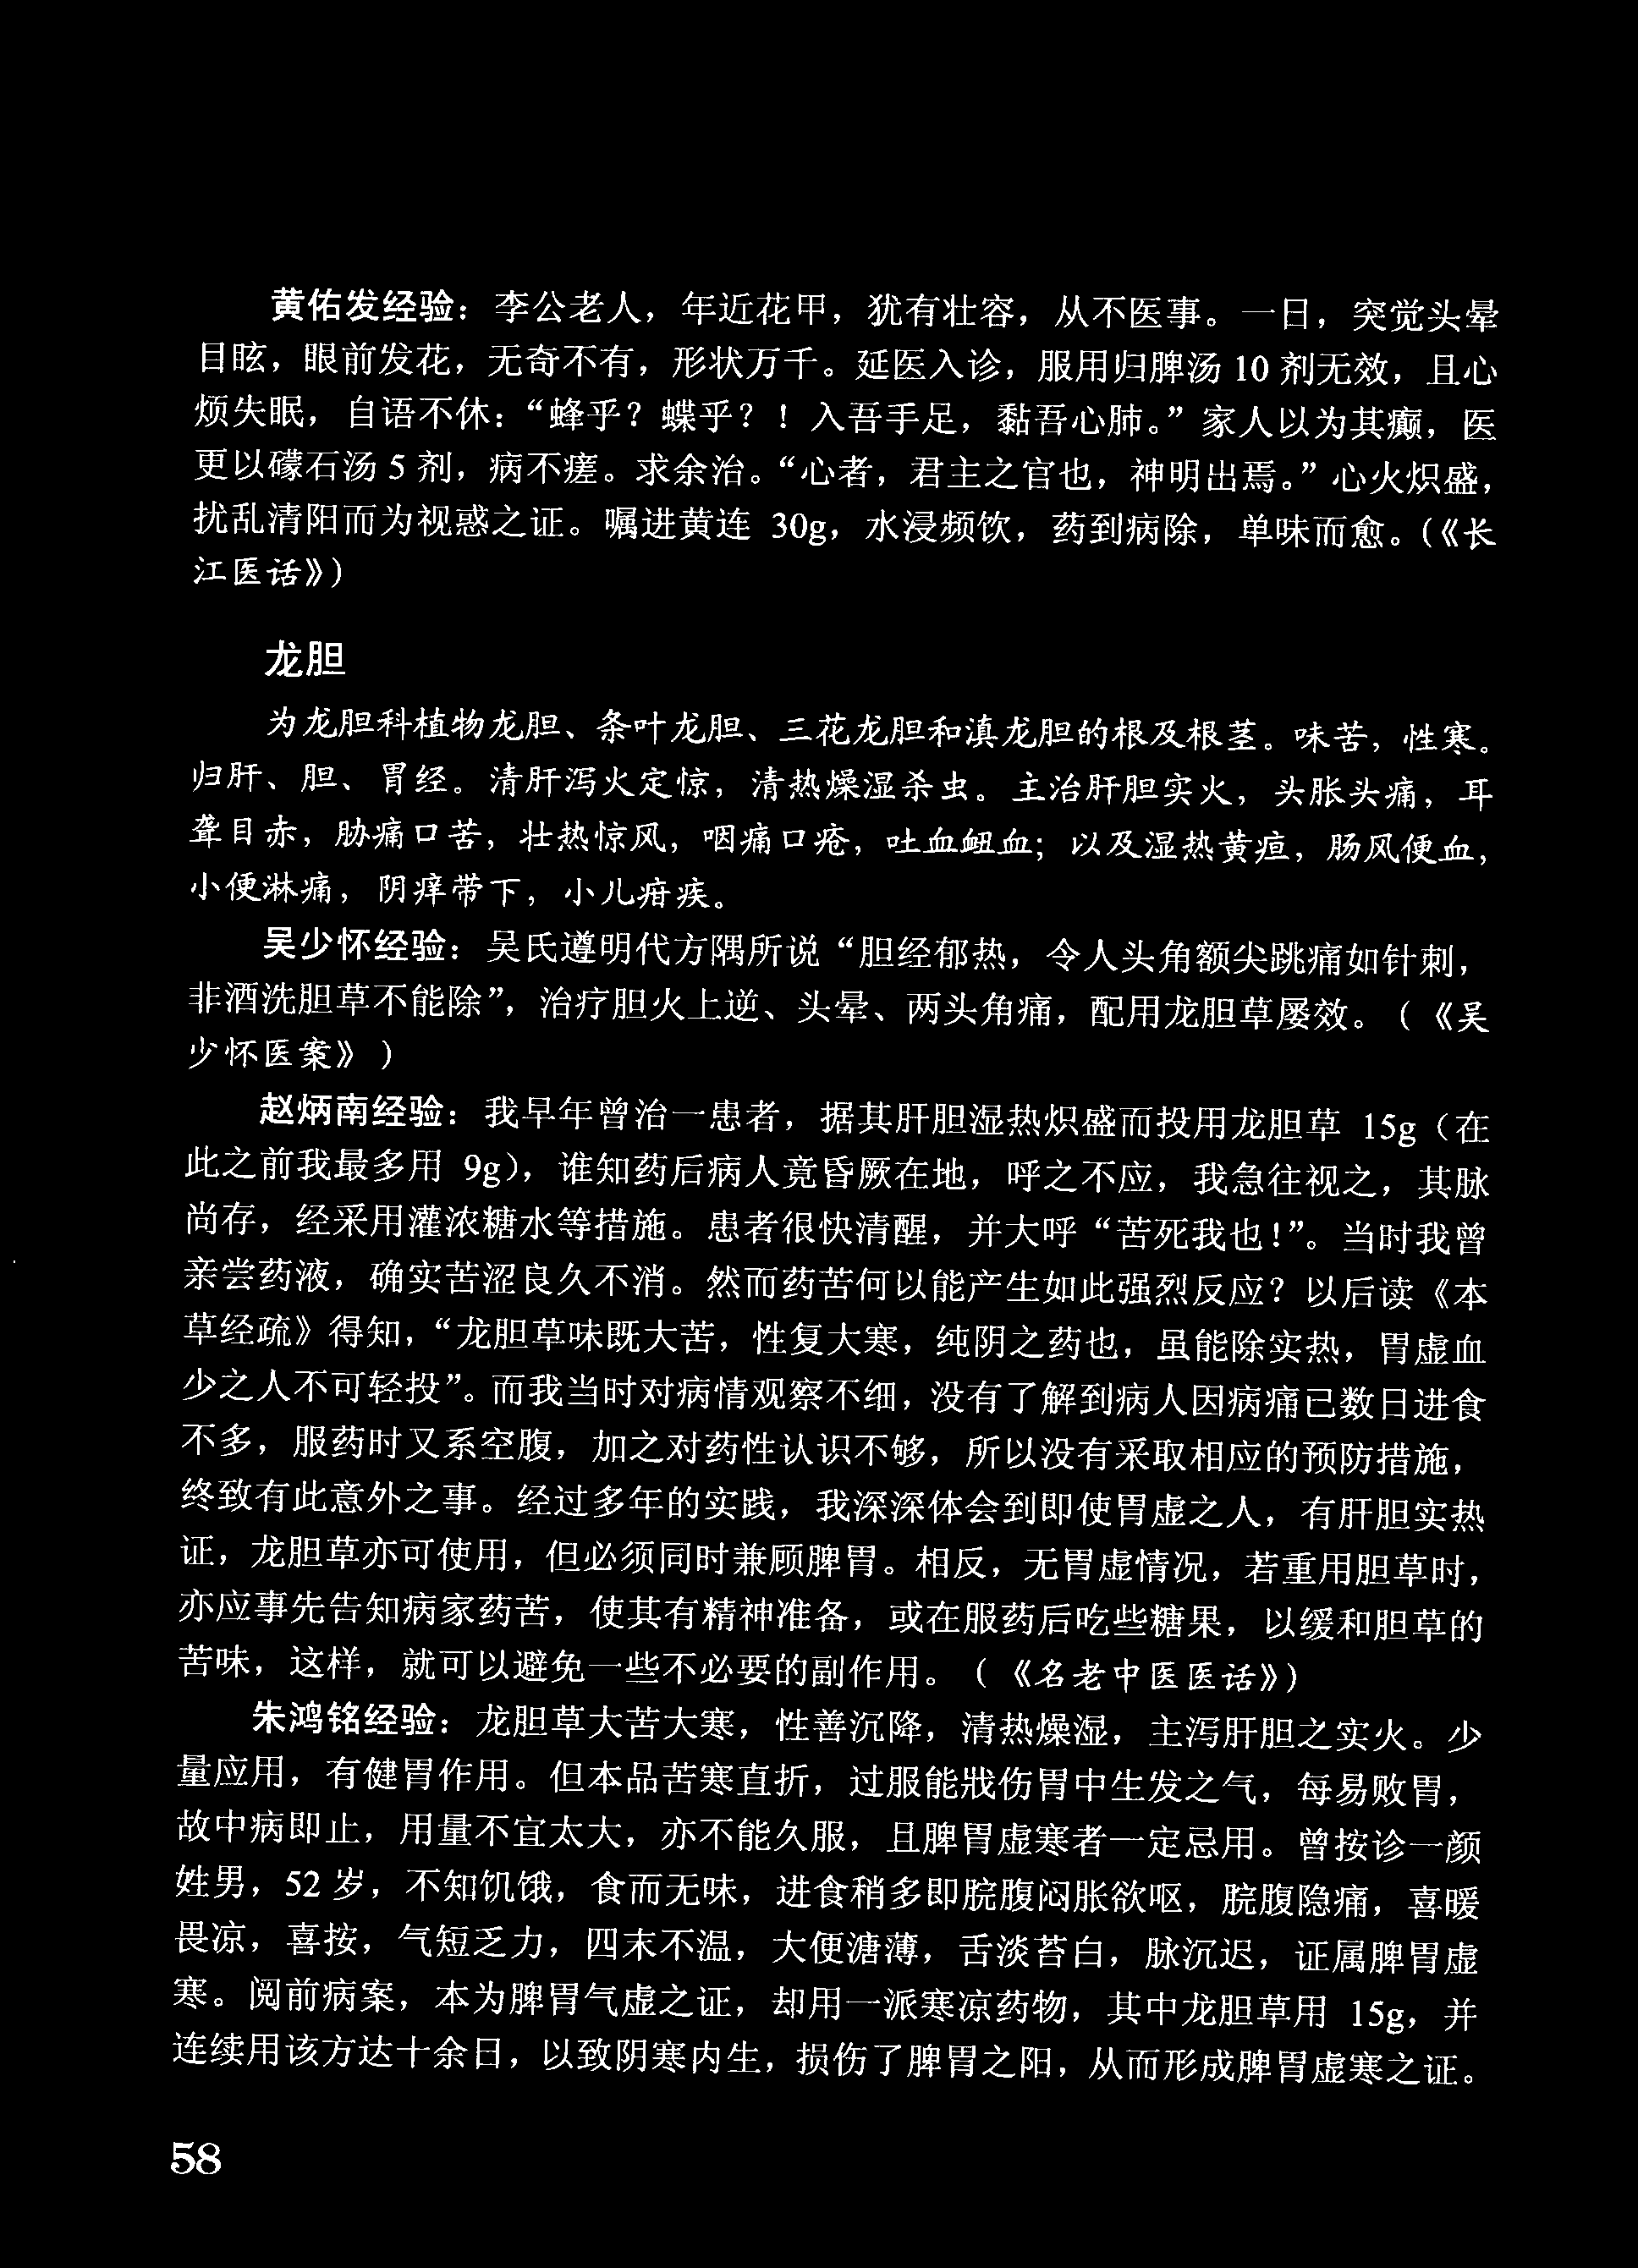 黄佑发经验：李公老人，年近花甲，犹有壮容，从不医事。一日，突觉头晕
目眩，眼前发花，无奇不有，形状万千。延医入诊，服用归脾汤 10 剂无效，且心
烦失眠，自语不休：“蜂乎？蝶乎？！入吾手足，黏吾心肺。”家人以为其癫，医
更以礞石汤 5 剂，病不瘥。求余治。“心者，君主之官也，神明出焉。”心火炽盛，
扰乱清阳而为视惑之证。嘱进黄连 30g，水浸频饮，药到病除，单味而愈。(《长
江医话》)
龙胆
为龙胆科植物龙胆、条叶龙胆、三花龙胆和滇龙胆的根及根茎。味苦，性寒。
归肝、胆、胃经。清肝泻火定惊，清热燥湿杀虫。主治肝胆实火，头胀头痛，耳
聋目赤，胁痛口苦，壮热惊风，咽痛口疮，吐血衄血；以及湿热黄疸，肠风便血，
小便淋痛，阴痒带下，小儿疳疾。
吴少怀经验：吴氏遵明代方隅所说“胆经郁热，令人头角额尖跳痛如针刺，
非酒洗胆草不能除”，治疗胆火上逆、头晕、两头角痛，配用龙胆草屡效。(《吴
少怀医案》)
赵炳南经验：我早年曾治一患者，据其肝胆湿热炽盛而投用龙胆草 15g（在
此之前我最多用 9g），谁知药后病人竟昏厥在地，呼之不应，我急往视之，其脉
尚存，经采用灌浓糖水等措施。患者很快清醒，并大呼“苦死我也！”。当时我曾
亲尝药液，确实苦涩良久不消。然而药苦何以能产生如此强烈反应？以后读《本
草经疏》得知，“龙胆草味既大苦，性复大寒，纯阴之药也，虽能除实热，胃虚血
少之人不可轻投”。而我当时对病情观察不细，没有了解到病人因病痛已数日进食
不多，服药时又系空腹，加之对药性认识不够，所以没有采取相应的预防措施，
终致有此意外之事。经过多年的实践，我深深体会到即使胃虚之人，有肝胆实热
证，龙胆草亦可使用，但必须同时兼顾脾胃。相反，无胃虚情况，若重用胆草时，
亦应事先告知病家药苦，使其有精神准备，或在服药后吃些糖果，以缓和胆草的
苦味，这样，就可以避免一些不必要的副作用。(《名老中医医话》)
朱鸿铭经验：龙胆草大苦大寒，性善沉降，清热燥湿，主泻肝胆之实火。少
量应用，有健胃作用。但本品苦寒直折，过服能戕伤胃中生发之气，每易败胃，
故中病即止，用量不宜太大，亦不能久服，且脾胃虚寒者一定忌用。曾按诊一颜
姓男，52 岁，不知饥饿，食而无味，进食稍多即脘腹闷胀欲呕，脘腹隐痛，喜暖
畏凉，喜按，气短乏力，四末不温，大便溏薄，舌淡苔白，脉沉迟，证属脾胃虚
寒。阅前病案，本为脾胃气虚之证，却用一派寒凉药物，其中龙胆草用 15g，并
连续用该方达十余日，以致阴寒内生，损伤了脾胃之阳，从而形成脾胃虚寒之证。
58